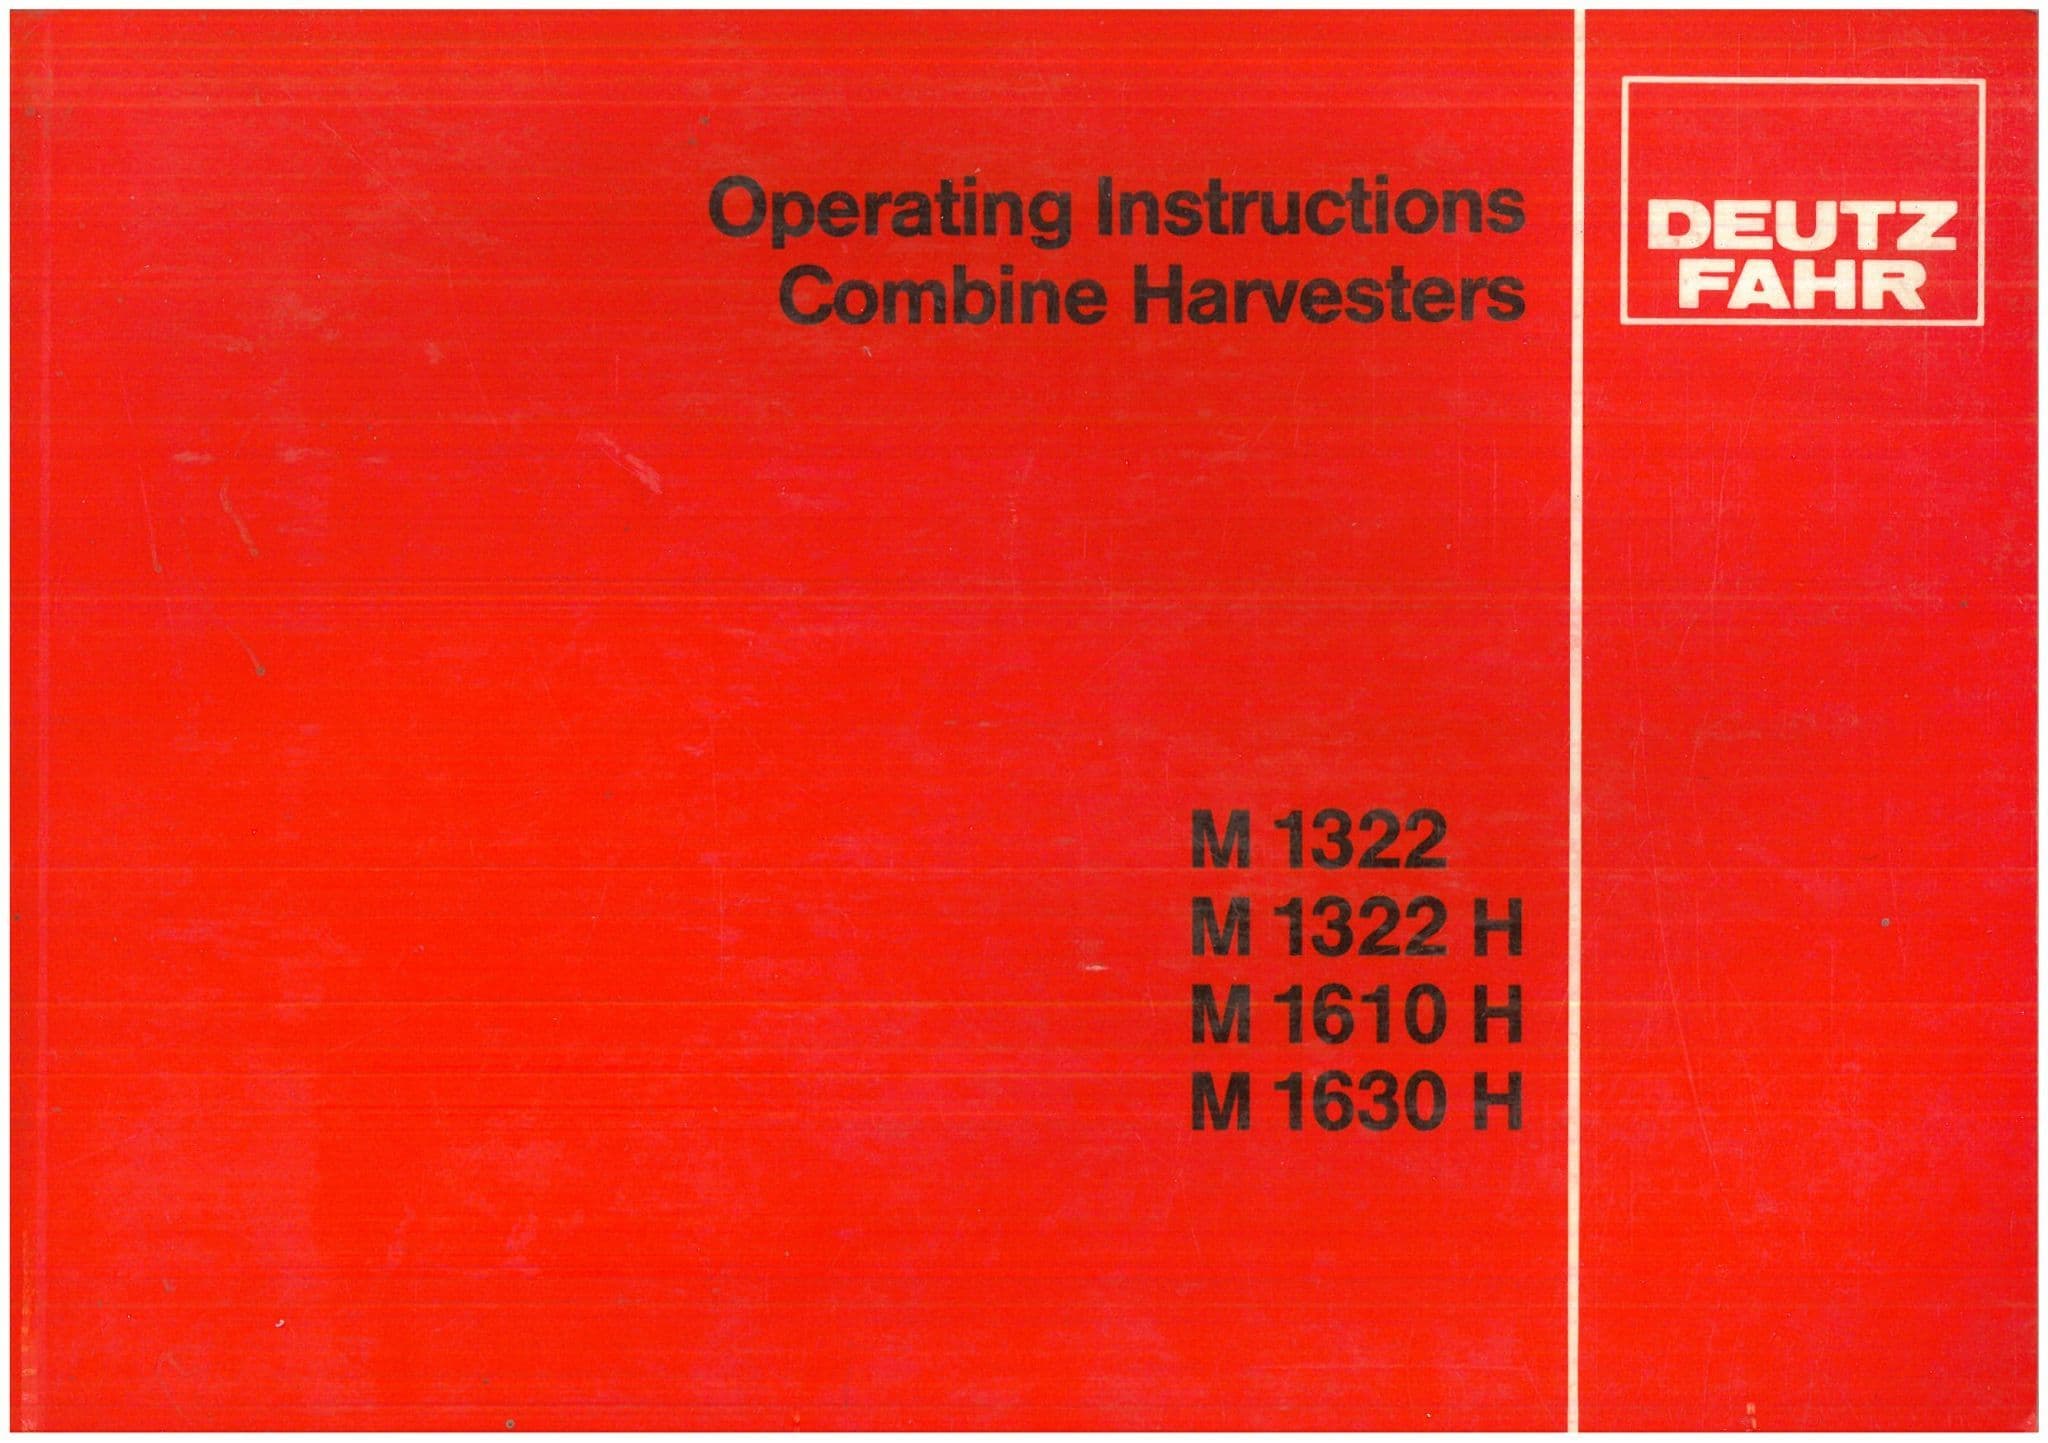 Operating Instructions
Combine Harvesters
DEUTZ
FAHR
M 1322
M 1322 H
M 1610 H
M 1630 H